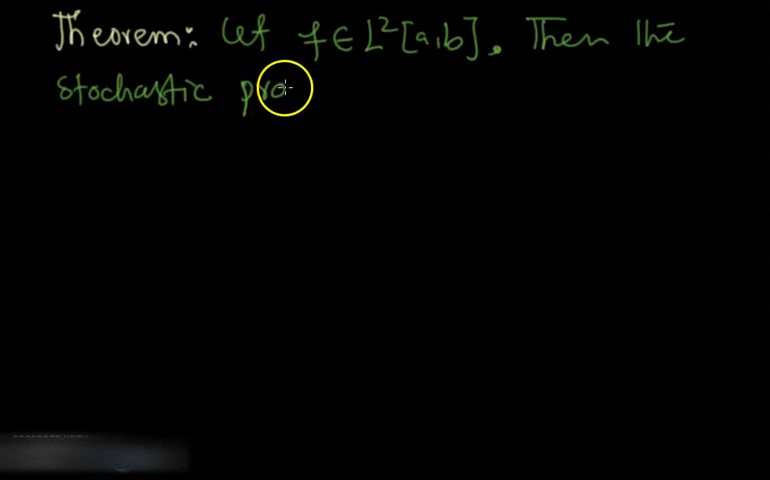 Theorem: Let f ∈ L²[a,b]. Then the
stochastic pro